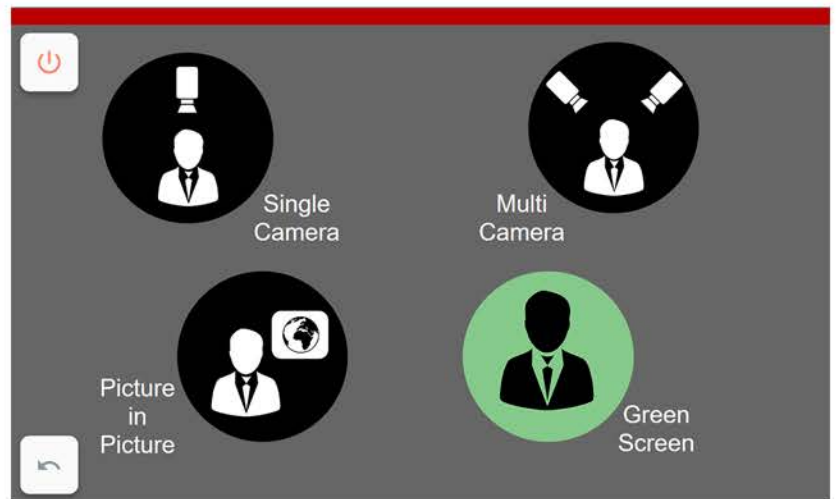 Single
Camera
Multi
Camera
Picture
in
Picture
Green
Screen